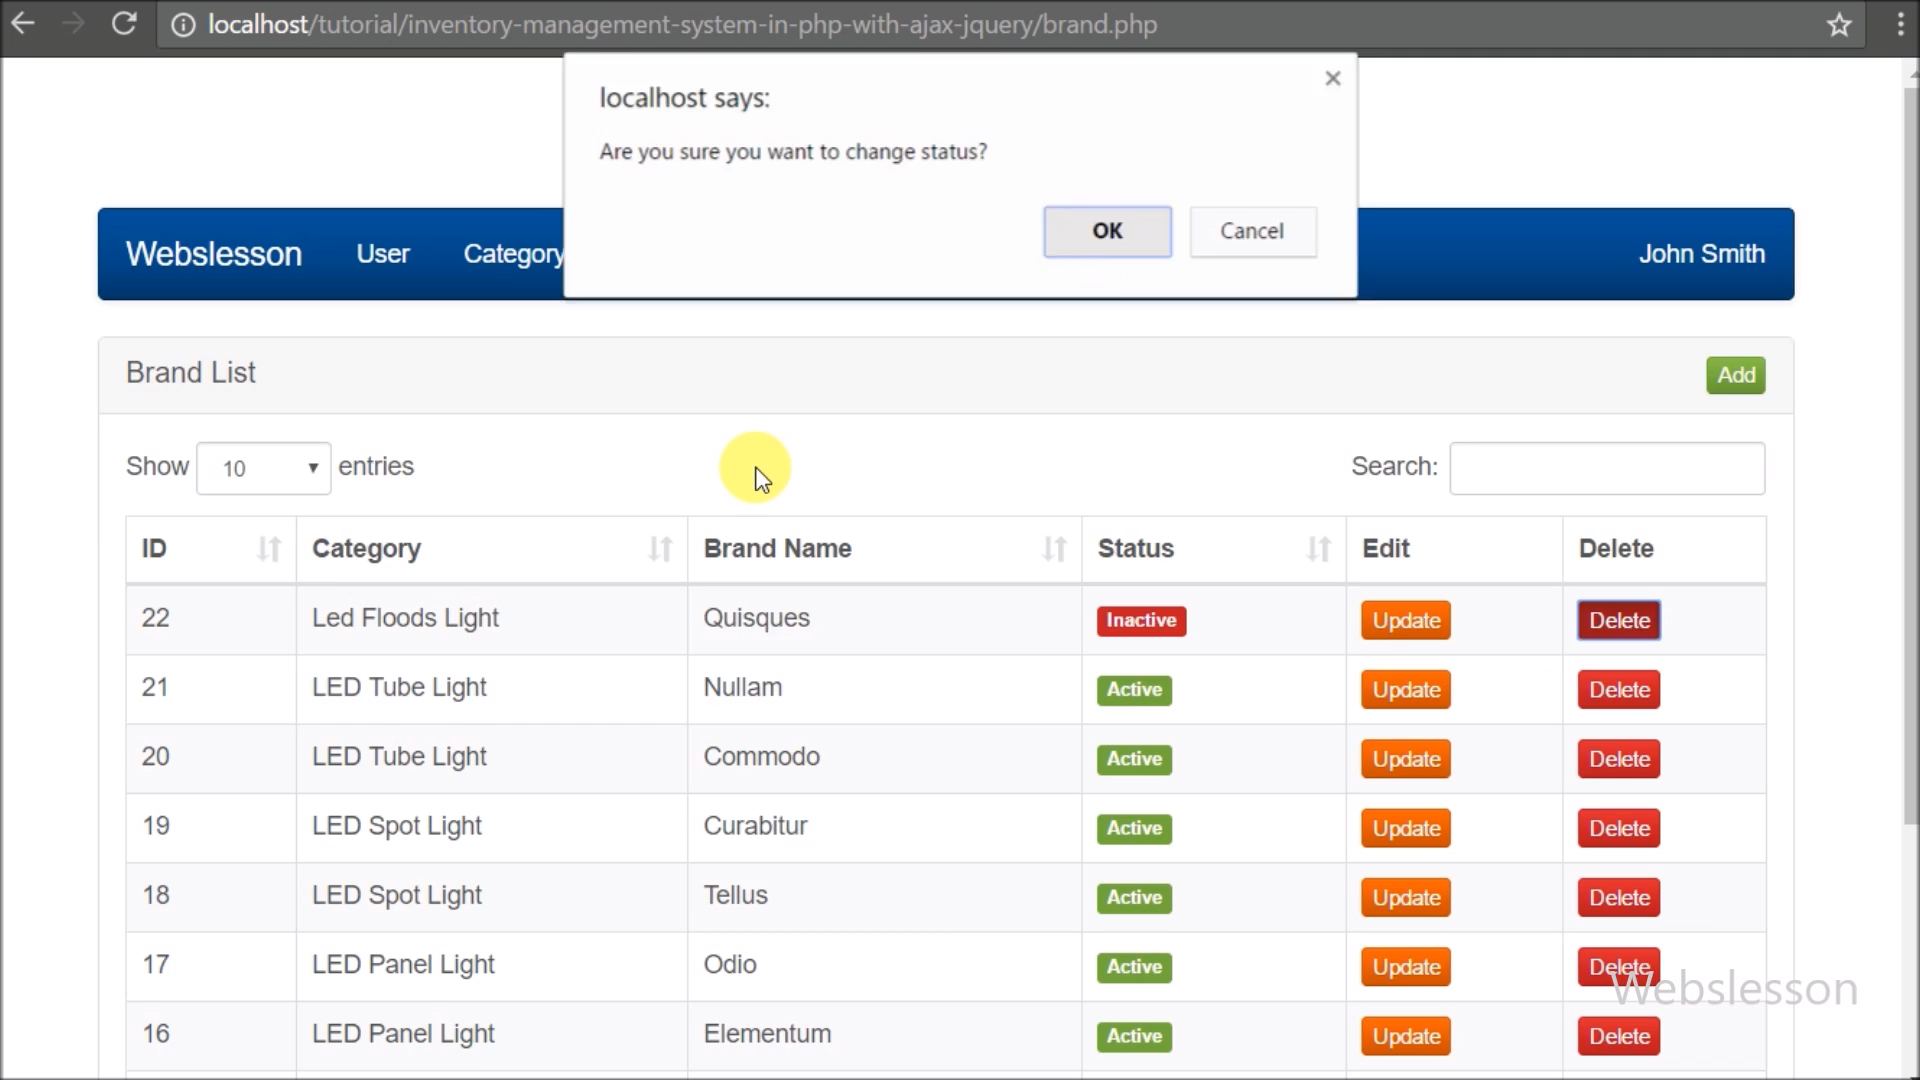 localhost/tutorial/inventory-management-system-in-php-with-ajax-jquery/brand.php
localhost says:
Are you sure you want to change status?
OK Cancel
Webslesson User Category John Smith
Brand List Add
Show 10 entries Search:
ID Category Brand Name Status Edit Delete
22 Led Floods Light Quisques Inactive Update Delete
21 LED Tube Light Nullam Active Update Delete
20 LED Tube Light Commodo Active Update Delete
19 LED Spot Light Curabitur Active Update Delete
18 LED Spot Light Tellus Active Update Delete
17 LED Panel Light Odio Active Update Delete
Webslesson
16 LED Panel Light Elementum Active Update Delete